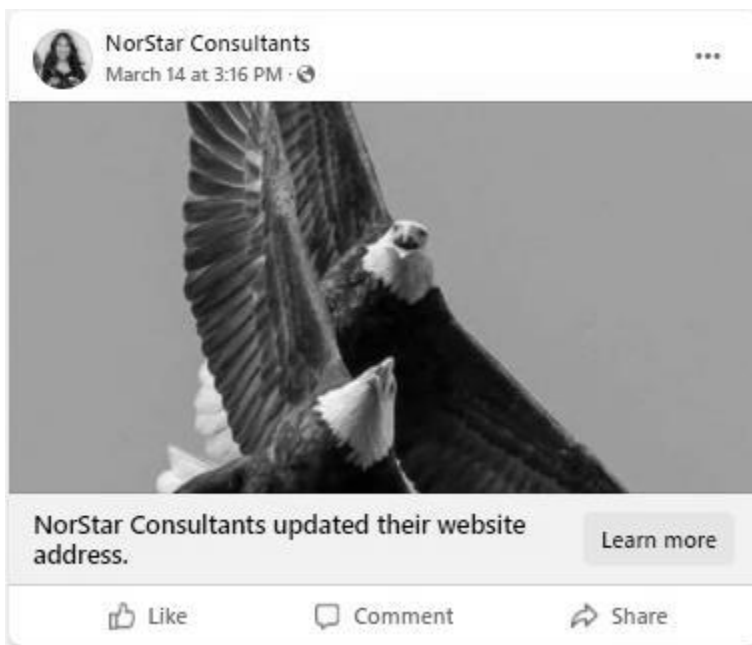 NorStar Consultants
March 14 at 3:16 PM ·
NorStar Consultants updated their website
address.
Learn more
Like
Comment
Share